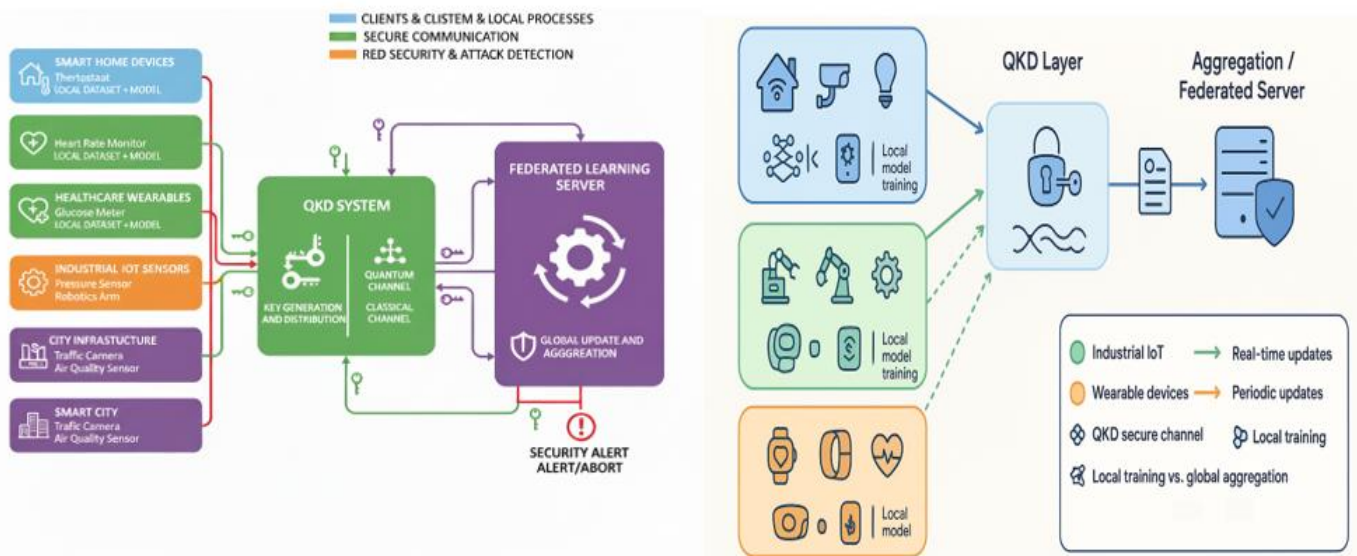 CLIENTS & CLISTEM & LOCAL PROCESSES
SECURE COMMUNICATION
RED SECURITY & ATTACK DETECTION
SMART HOME DEVICES
Thertostaat
LOCAL DATASET + MODEL
Heart Rate Monitor
LOCAL DATASET + MODEL
HEALTHCARE WEARABLES
Glucose Meter
LOCAL DATASET + MODEL
INDUSTRIAL IOT SENSORS
Pressure Sensor
Robotics Arm
CITY INFRASTUCTURE
Traffic Camera
Air Quality Sensor
SMART CITY
Trafic Camera
Air Quality Sensor
QKD SYSTEM
KEY GENERATION
AND DISTRIBUTION
QUANTUM
CHANNEL
CLASSICAL
CHANNEL
FEDERATED LEARNING
SERVER
GLOBAL UPDATE AND
AGGGREATION
SECURITY ALERT
ALERT/ABORT
Local
model
training
Local
model
training
Local
model
QKD Layer
Aggregation /
Federated Server
Industrial IoT
Real-time updates
Wearable devices
Periodic updates
QKD secure channel
Local training
Local training vs. global aggregation